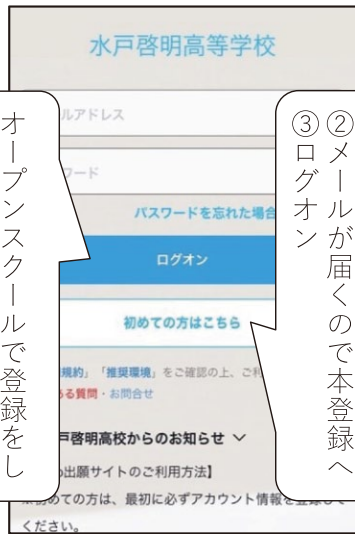 水戸啓明高等学校
ルアドレス
ワード
パスワードを忘れた場合
ログオン
初めての方はこちら
規約」「推奨環境」をご確認の上、ご利
ある質問・お問合せ
戸啓明高校からのお知らせ
出願サイトのご利用方法】
めての方は、最初に必ずアカウント情報を登録して
ください。
②メールが届くので本登録へ
③ログオン
オープンスクールで登録をし